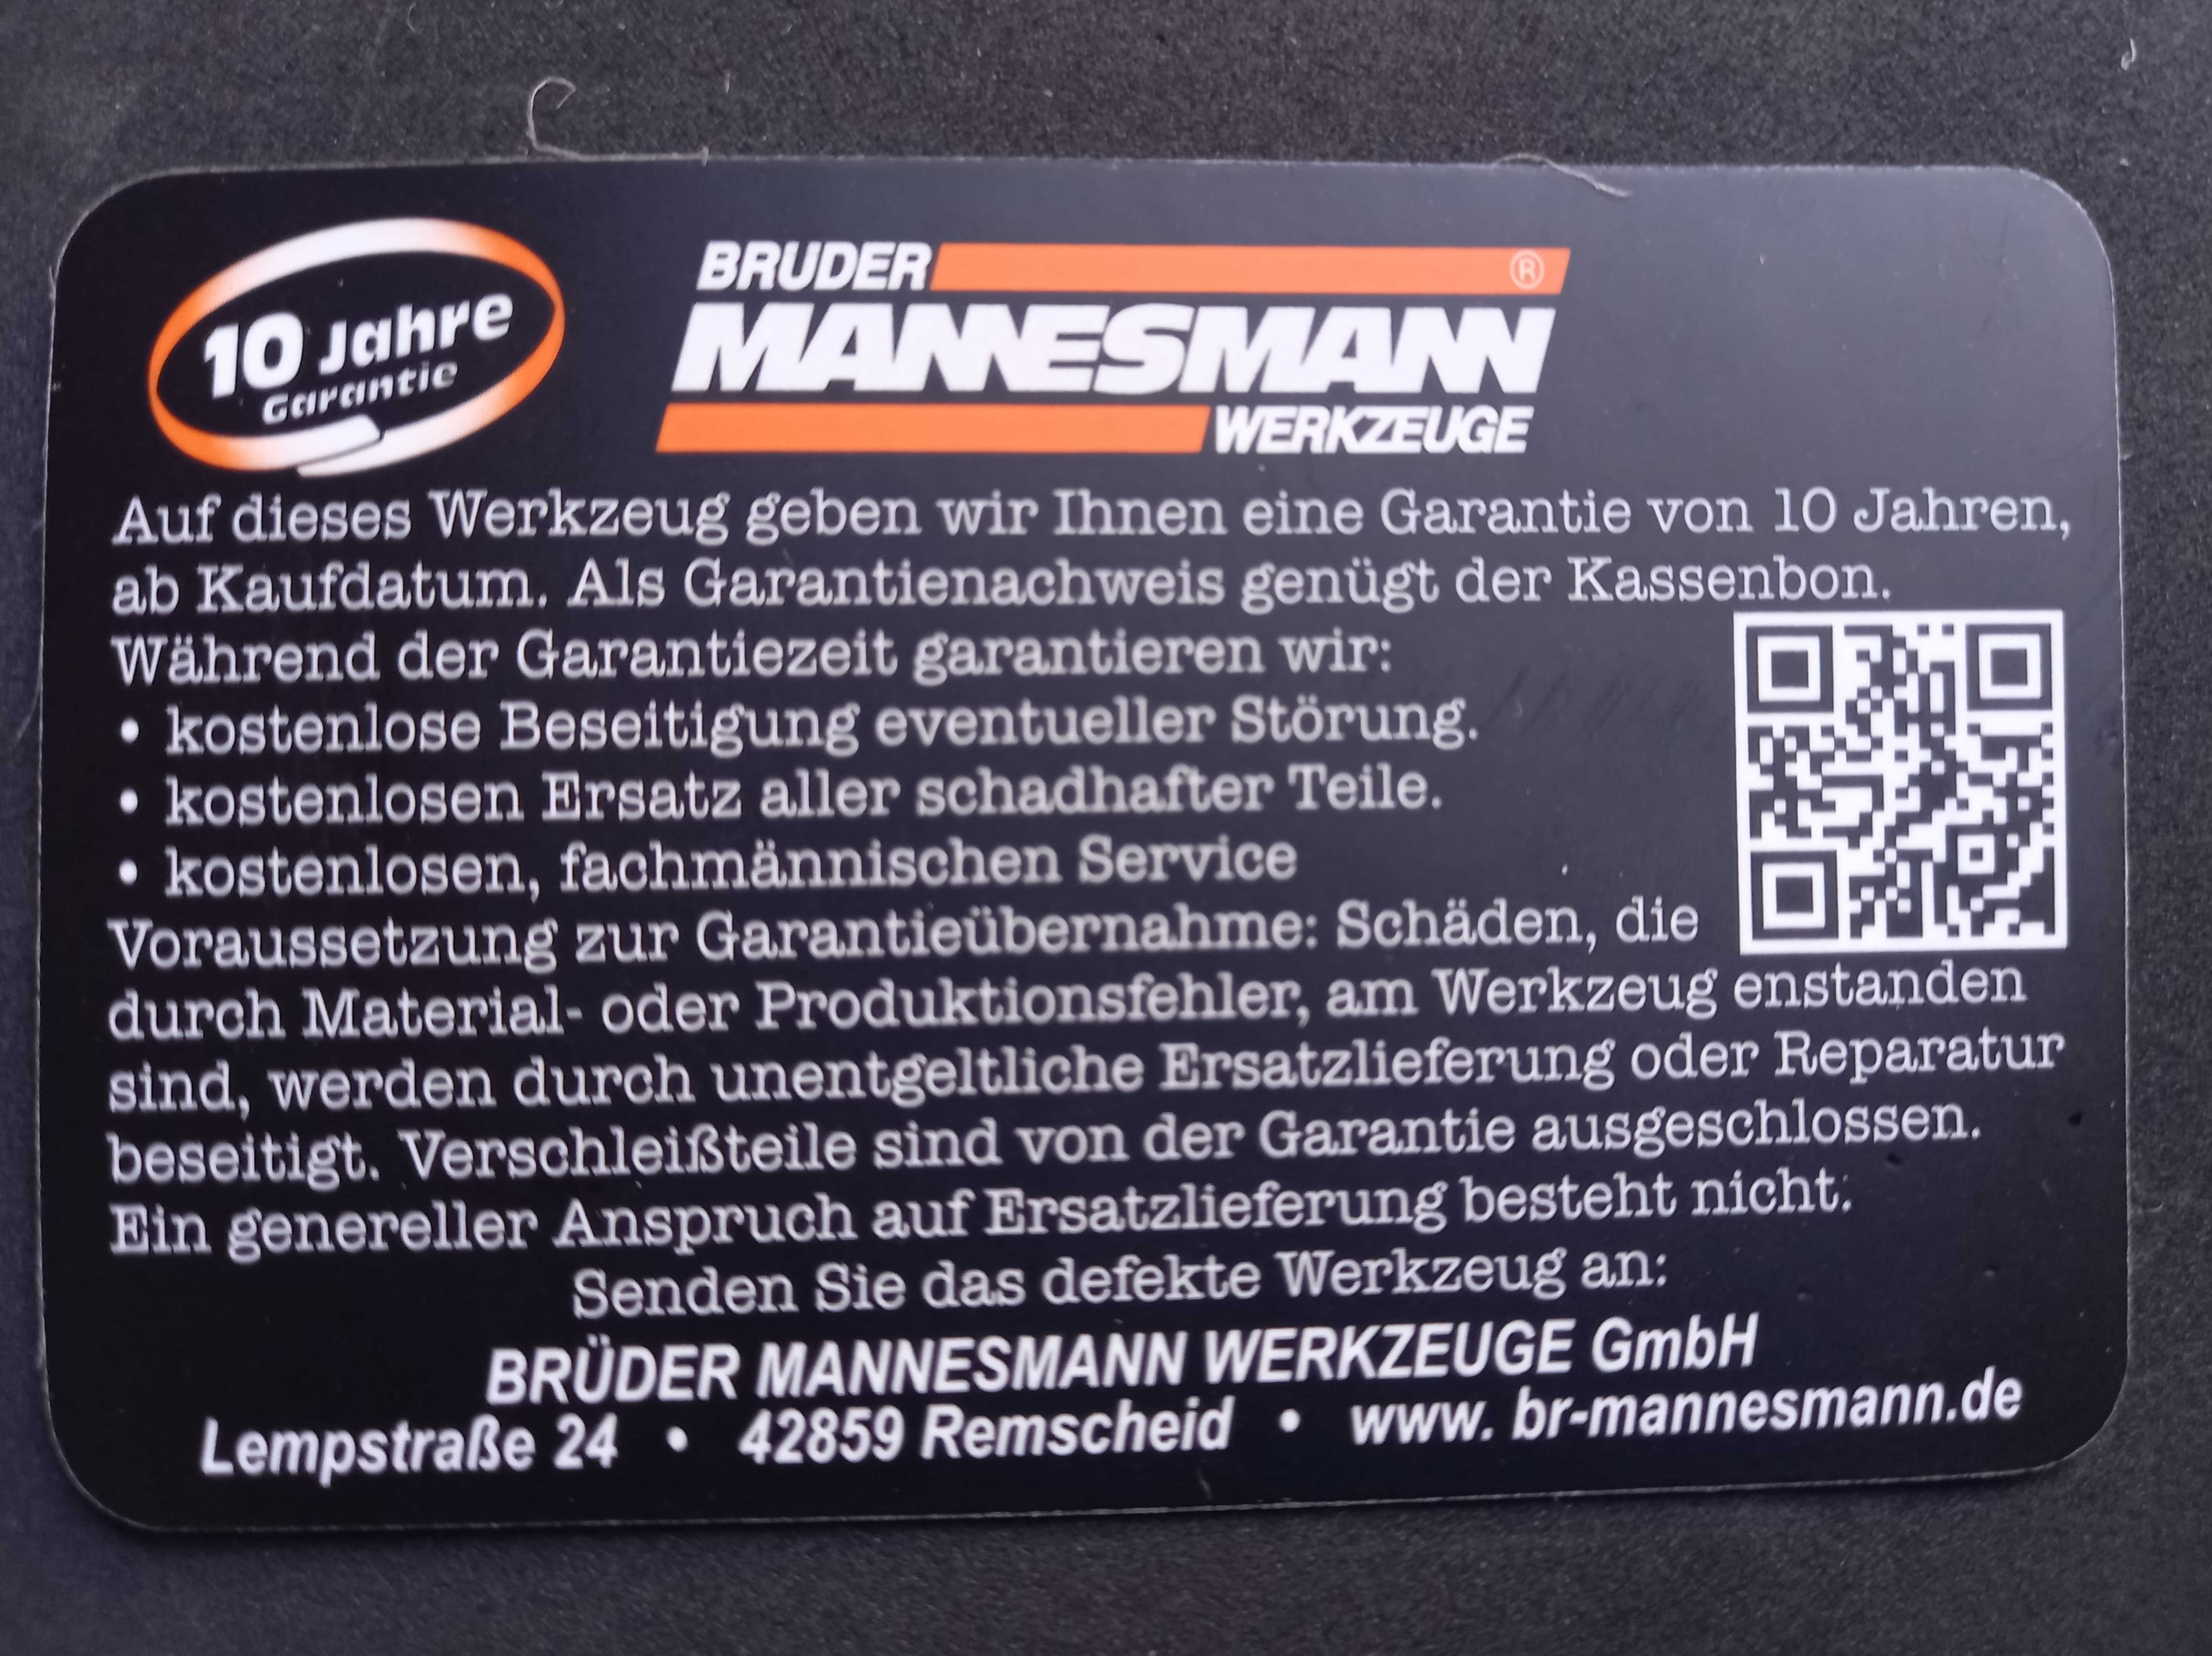 10 Jahre
Garantie
BRUDER ®
MANNESMANN
WERKZEUGE
Auf dieses Werkzeug geben wir Ihnen eine Garantie von 10 Jahren,
ab Kaufdatum. Als Garantienachweis genügt der Kassenbon.
Während der Garantiezeit garantieren wir:
• kostenlose Beseitigung eventueller Störung.
• kostenlosen Ersatz aller schadhafter Teile.
• kostenlosen, fachmännischen Service
Voraussetzung zur Garantieübernahme: Schäden, die
durch Material- oder Produktionsfehler, am Werkzeug enstanden
sind, werden durch unentgeltliche Ersatzlieferung oder Reparatur
beseitigt. Verschleißteile sind von der Garantie ausgeschlossen.
Ein genereller Anspruch auf Ersatzlieferung besteht nicht.
Senden Sie das defekte Werkzeug an:
BRÜDER MANNESMANN WERKZEUGE GmbH
Lempstraße 24 • 42859 Remscheid • www. br-mannesmann.de